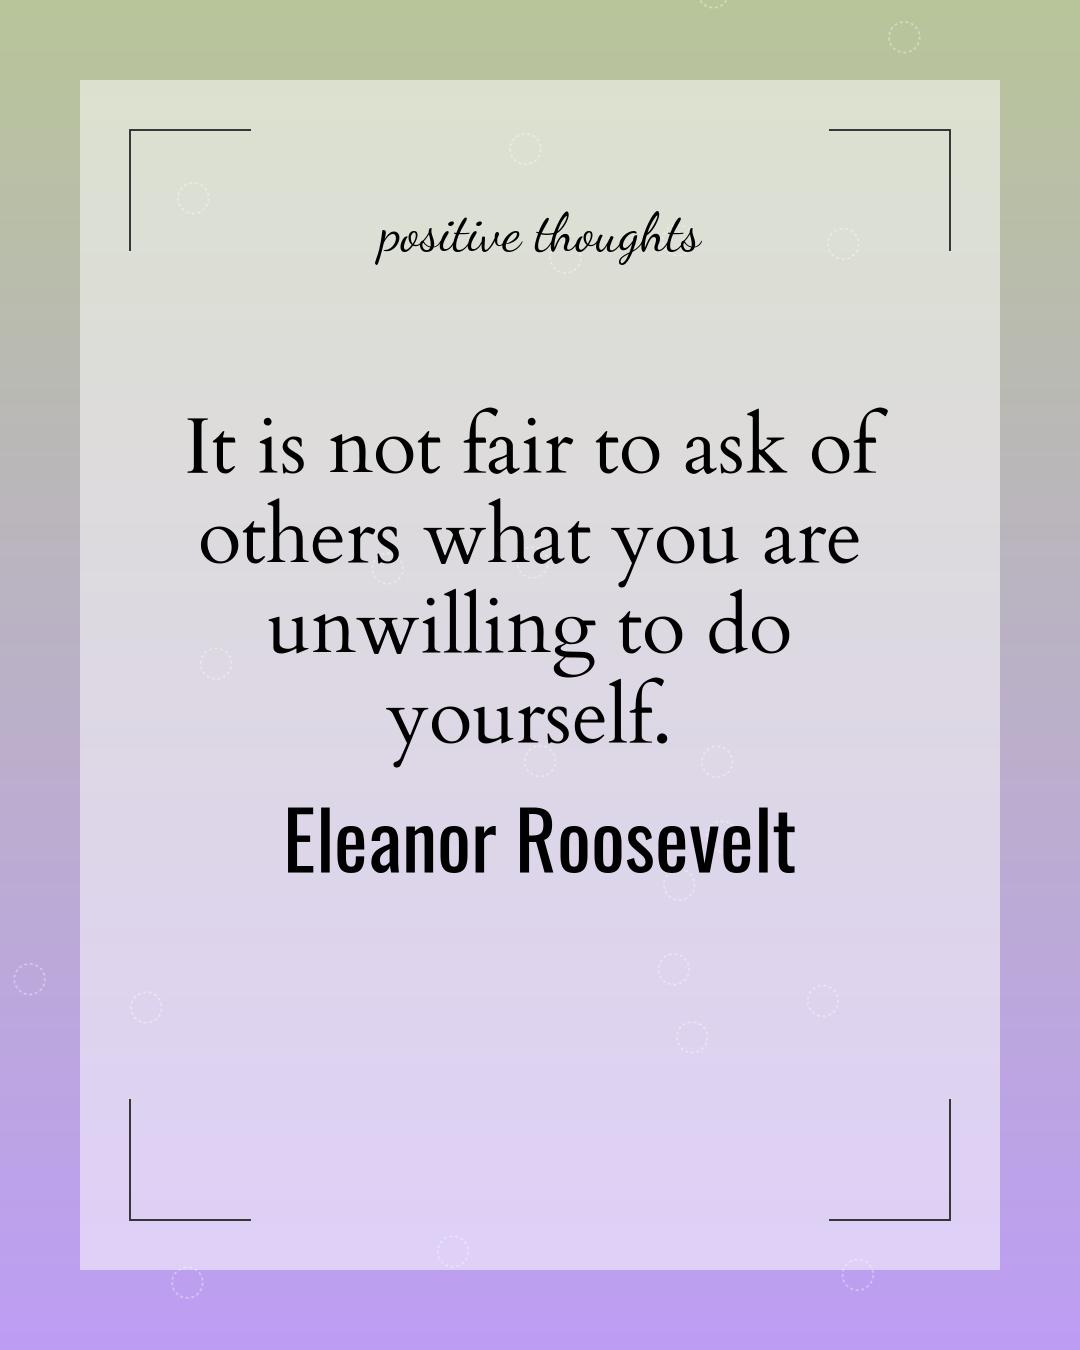 positive thoughts
It is not fair to ask of
others what you are
unwilling to do
yourself.
Eleanor Roosevelt